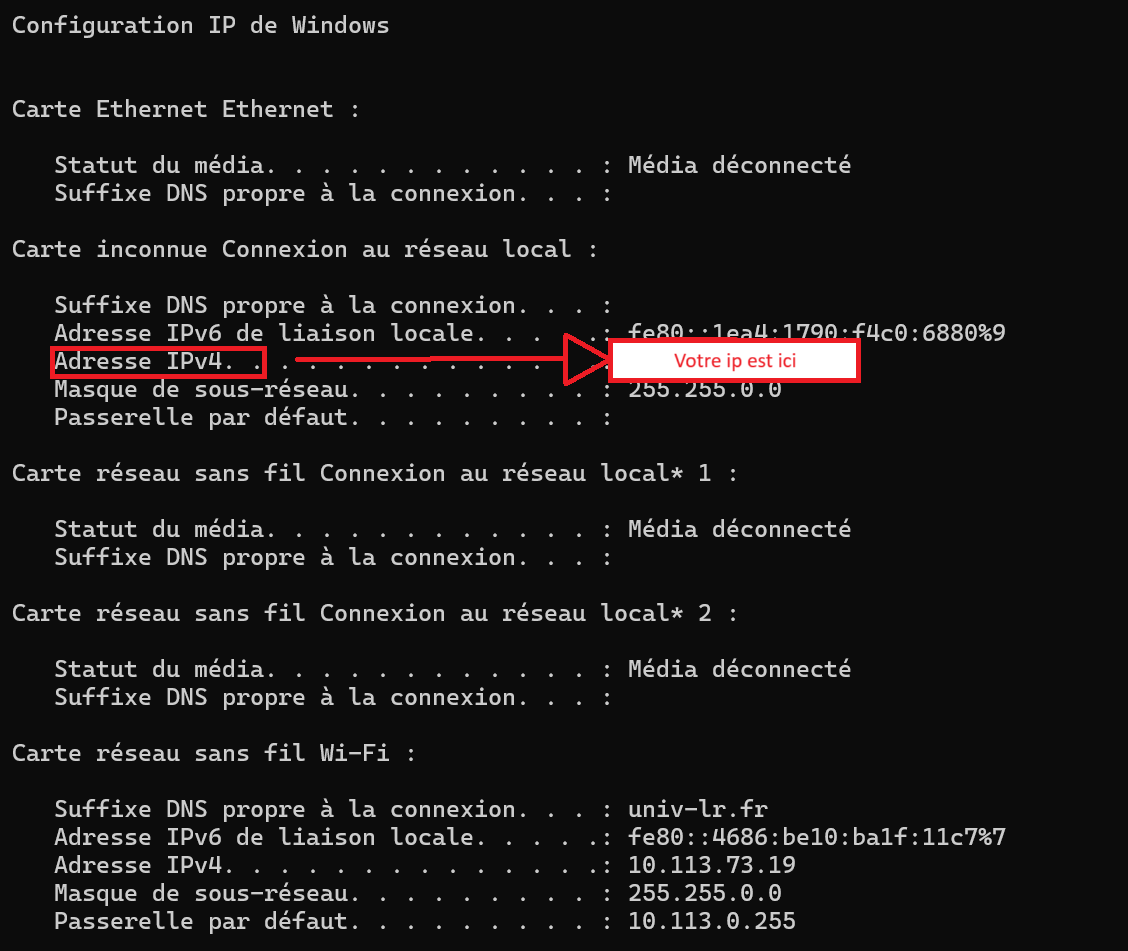 Configuration IP de Windows
Carte Ethernet Ethernet :
Statut du média. . . . . . . . . . . . : Média déconnecté
Suffixe DNS propre à la connexion. . . :
Carte inconnue Connexion au réseau local :
Suffixe DNS propre à la connexion. . . :
Adresse IPv6 de liaison locale. . . . .: fe80::1ea4:1790:f4c0:6880%9
Adresse IPv4. . . . . . . . . . . . . .: Votre ip est ici
Masque de sous-réseau. . . . . . . . . : 255.255.0.0
Passerelle par défaut. . . . . . . . . :
Carte réseau sans fil Connexion au réseau local* 1 :
Statut du média. . . . . . . . . . . . : Média déconnecté
Suffixe DNS propre à la connexion. . . :
Carte réseau sans fil Connexion au réseau local* 2 :
Statut du média. . . . . . . . . . . . : Média déconnecté
Suffixe DNS propre à la connexion. . . :
Carte réseau sans fil Wi-Fi :
Suffixe DNS propre à la connexion. . . : univ-lr.fr
Adresse IPv6 de liaison locale. . . . .: fe80::4686:be10:ba1f:11c7%7
Adresse IPv4. . . . . . . . . . . . . .: 10.113.73.19
Masque de sous-réseau. . . . . . . . . : 255.255.0.0
Passerelle par défaut. . . . . . . . . : 10.113.0.255